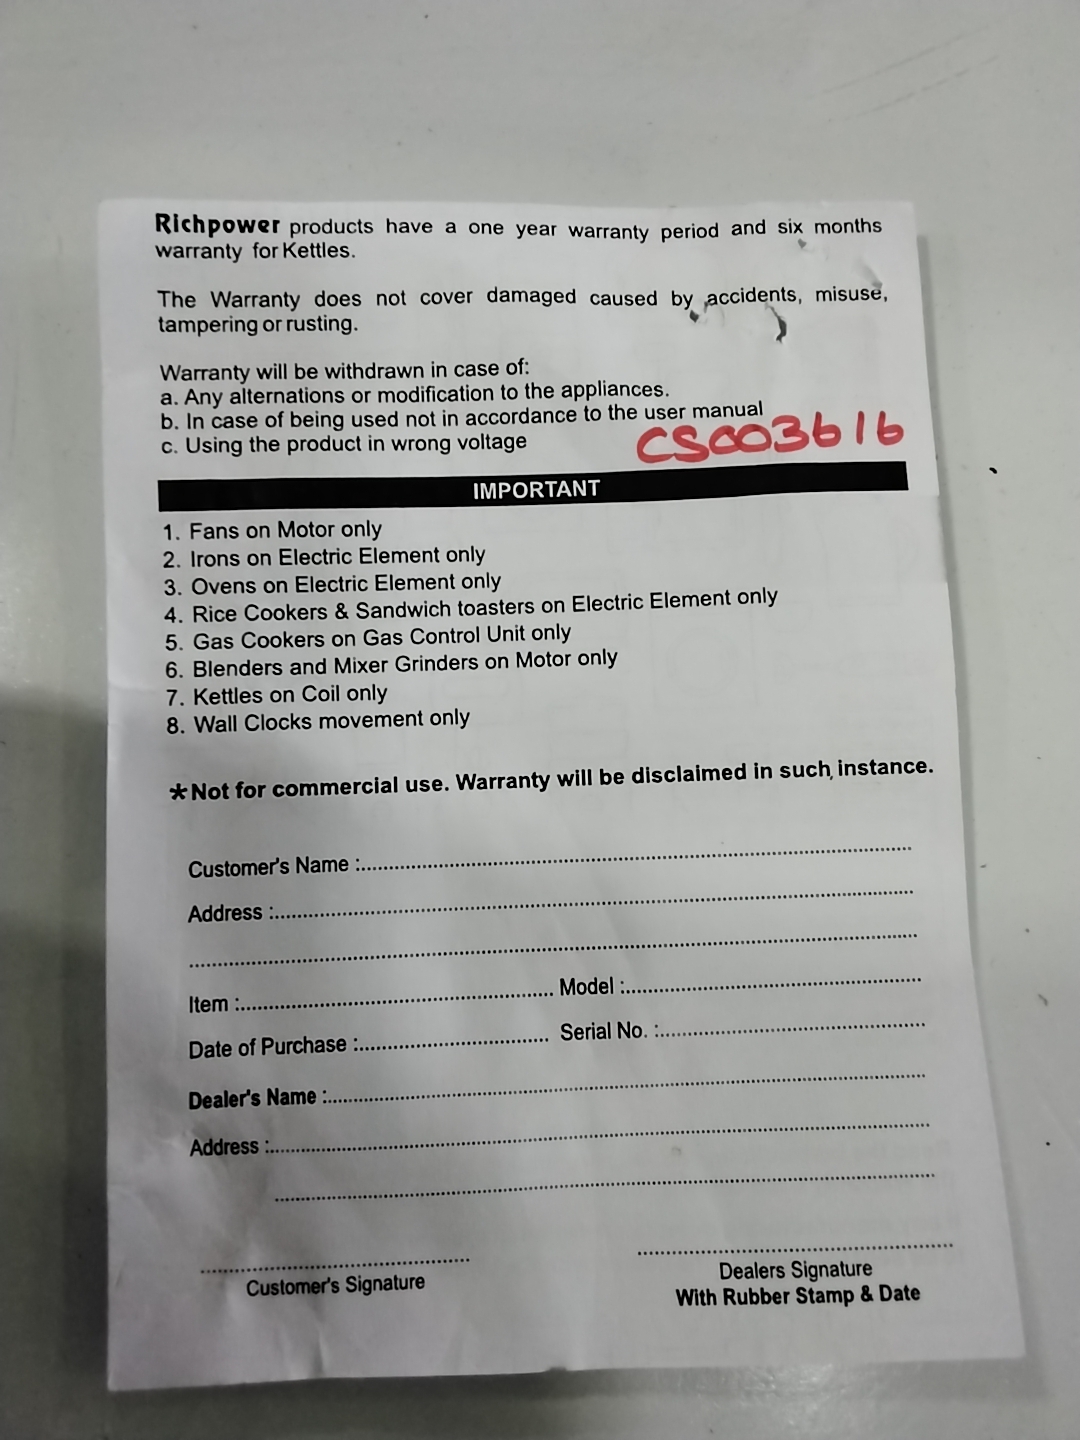 Richpower products have a one year warranty period and six months
warranty for Kettles.
The Warranty does not cover damaged caused by accidents, misuse,
tampering or rusting.
Warranty will be withdrawn in case of:
a. Any alternations or modification to the appliances.
b. In case of being used not in accordance to the user manual
c. Using the product in wrong voltage
CS003616
IMPORTANT
1. Fans on Motor only
2. Irons on Electric Element only
3. Ovens on Electric Element only
4. Rice Cookers & Sandwich toasters on Electric Element only
5. Gas Cookers on Gas Control Unit only
6. Blenders and Mixer Grinders on Motor only
7. Kettles on Coil only
8. Wall Clocks movement only
*Not for commercial use. Warranty will be disclaimed in such instance.
Customer's Name :
Address :
Item : Model :
Date of Purchase : Serial No. :
Dealer's Name :
Address :
Customer's Signature
Dealers Signature
With Rubber Stamp & Date